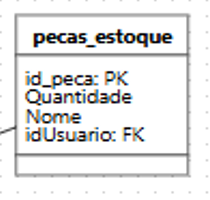 pecas_estoque
id_peca: PK
Quantidade
Nome
idUsuario: FK